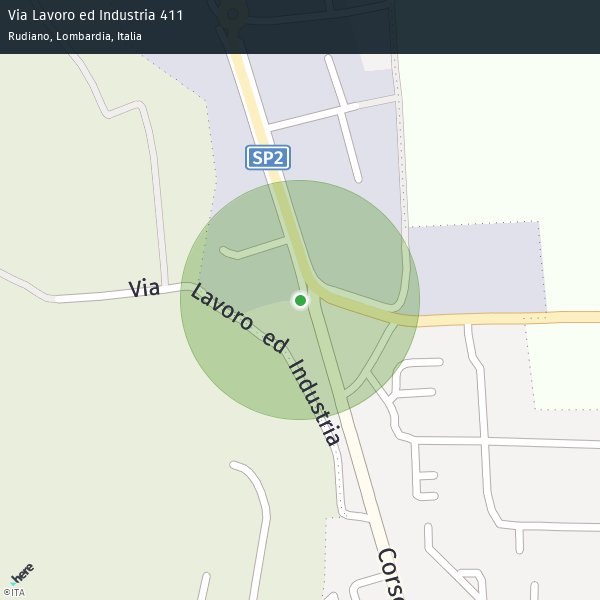 Via Lavoro ed Industria 411
Rudiano, Lombardia, Italia
SP2
Via Lavoro ed Industria
Corso
here
©ITA